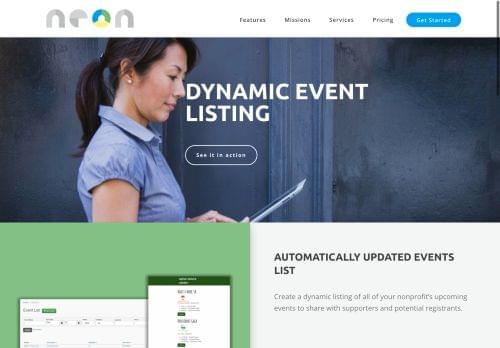 neon
Features
Missions
Services
Pricing
Get Started
DYNAMIC EVENT
LISTING
See it in action
AUTOMATICALLY UPDATED EVENTS
LIST
Create a dynamic listing of all of your nonprofit's upcoming
events to share with supporters and potential registrants.
Event List